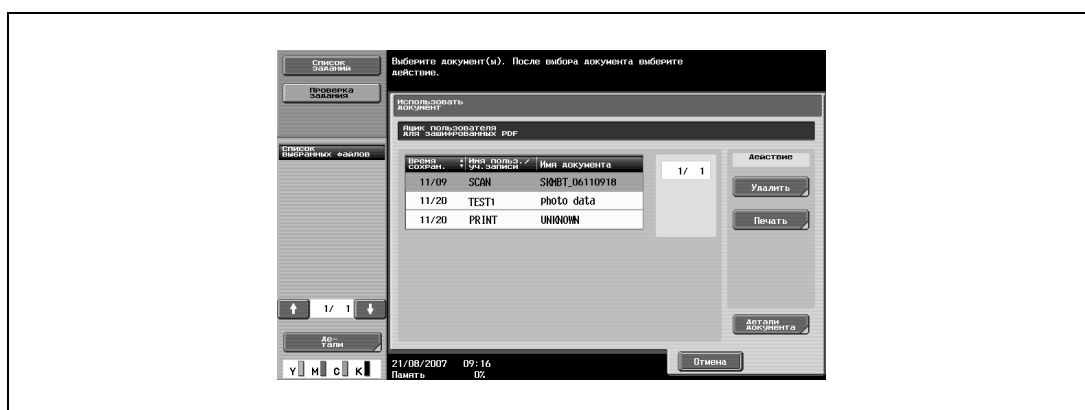 Список
заданий
Проверка
задания
Список
выбранных файлов
1/ 1
Де-
тали
Y M C K
Выберите документ(ы). После выбора документа выберите
действие.
Использовать
документ
Ящик пользователя
для зашифрованных PDF
Время
сохран.
Имя польз./
уч.записи
Имя документа
11/09 SCAN SKMBT_06110918
11/20 TEST1 photo data
11/20 PRINT UNKNOWN
1/ 1
Действие
Удалить
Печать
Детали
документа
Отмена
21/08/2007 09:16
Память 0%